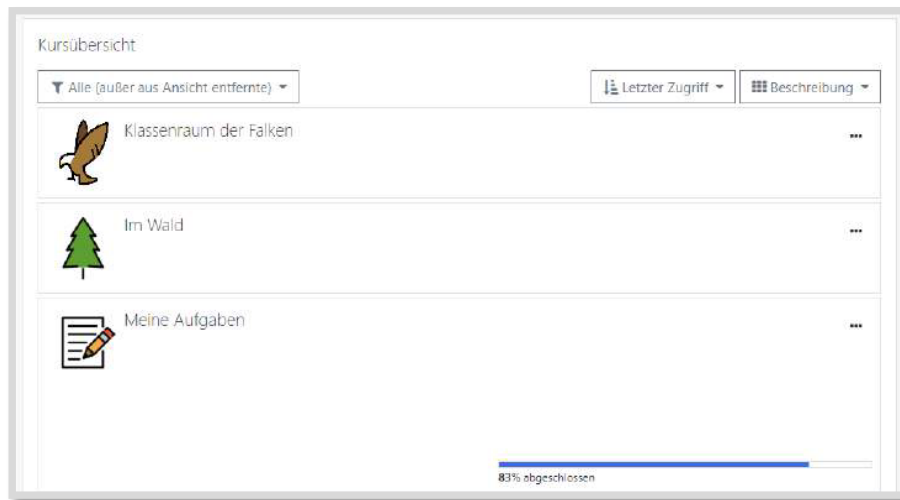 Kursübersicht
Alle (außer aus Ansicht entfernte)
Letzter Zugriff
Beschreibung
Klassenraum der Falken
Im Wald
Meine Aufgaben
83% abgeschlossen